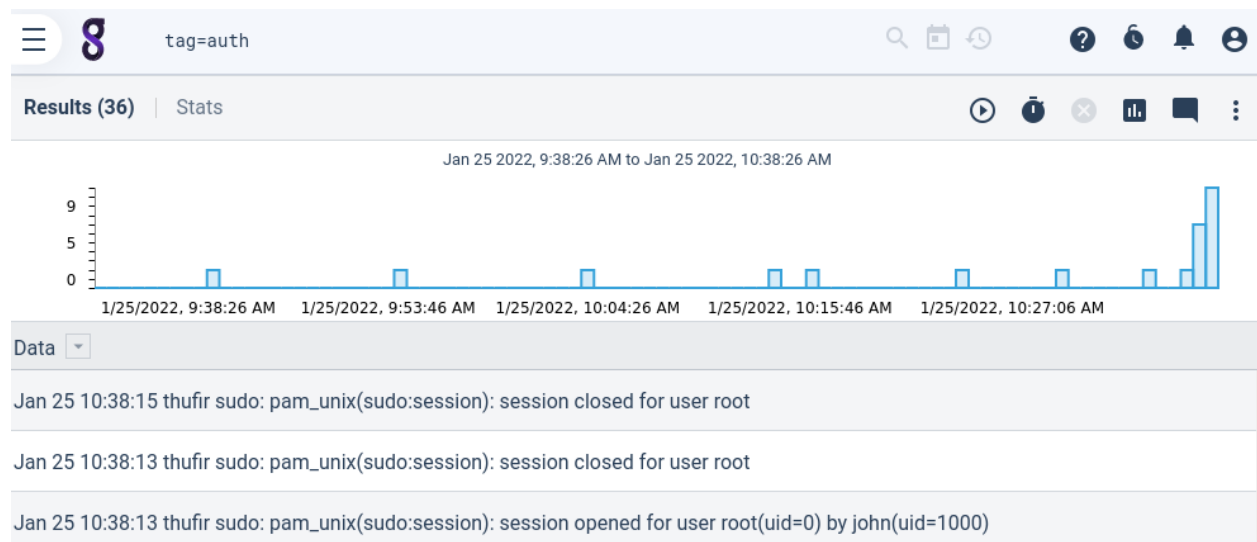 tag=auth
Results (36) | Stats
Jan 25 2022, 9:38:26 AM to Jan 25 2022, 10:38:26 AM
9
5
0
1/25/2022, 9:38:26 AM 1/25/2022, 9:53:46 AM 1/25/2022, 10:04:26 AM 1/25/2022, 10:15:46 AM 1/25/2022, 10:27:06 AM
Data
Jan 25 10:38:15 thufir sudo: pam_unix(sudo:session): session closed for user root
Jan 25 10:38:13 thufir sudo: pam_unix(sudo:session): session closed for user root
Jan 25 10:38:13 thufir sudo: pam_unix(sudo:session): session opened for user root(uid=0) by john(uid=1000)